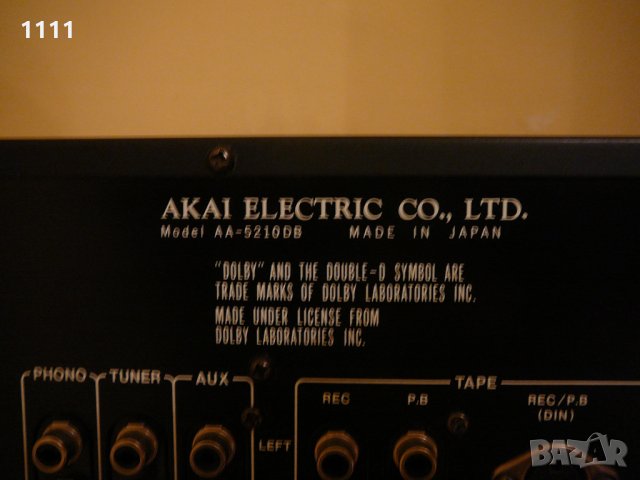 1111
AKAI ELECTRIC CO., LTD.
Model AA-5210DB MADE IN JAPAN
"DOLBY" AND THE DOUBLE-D SYMBOL ARE
TRADE MARKS OF DOLBY LABORATORIES INC.
MADE UNDER LICENSE FROM
DOLBY LABORATORIES INC.
PHONO TUNER AUX TAPE
REC P.B REC/P.B
(DIN)
LEFT
BAZAR